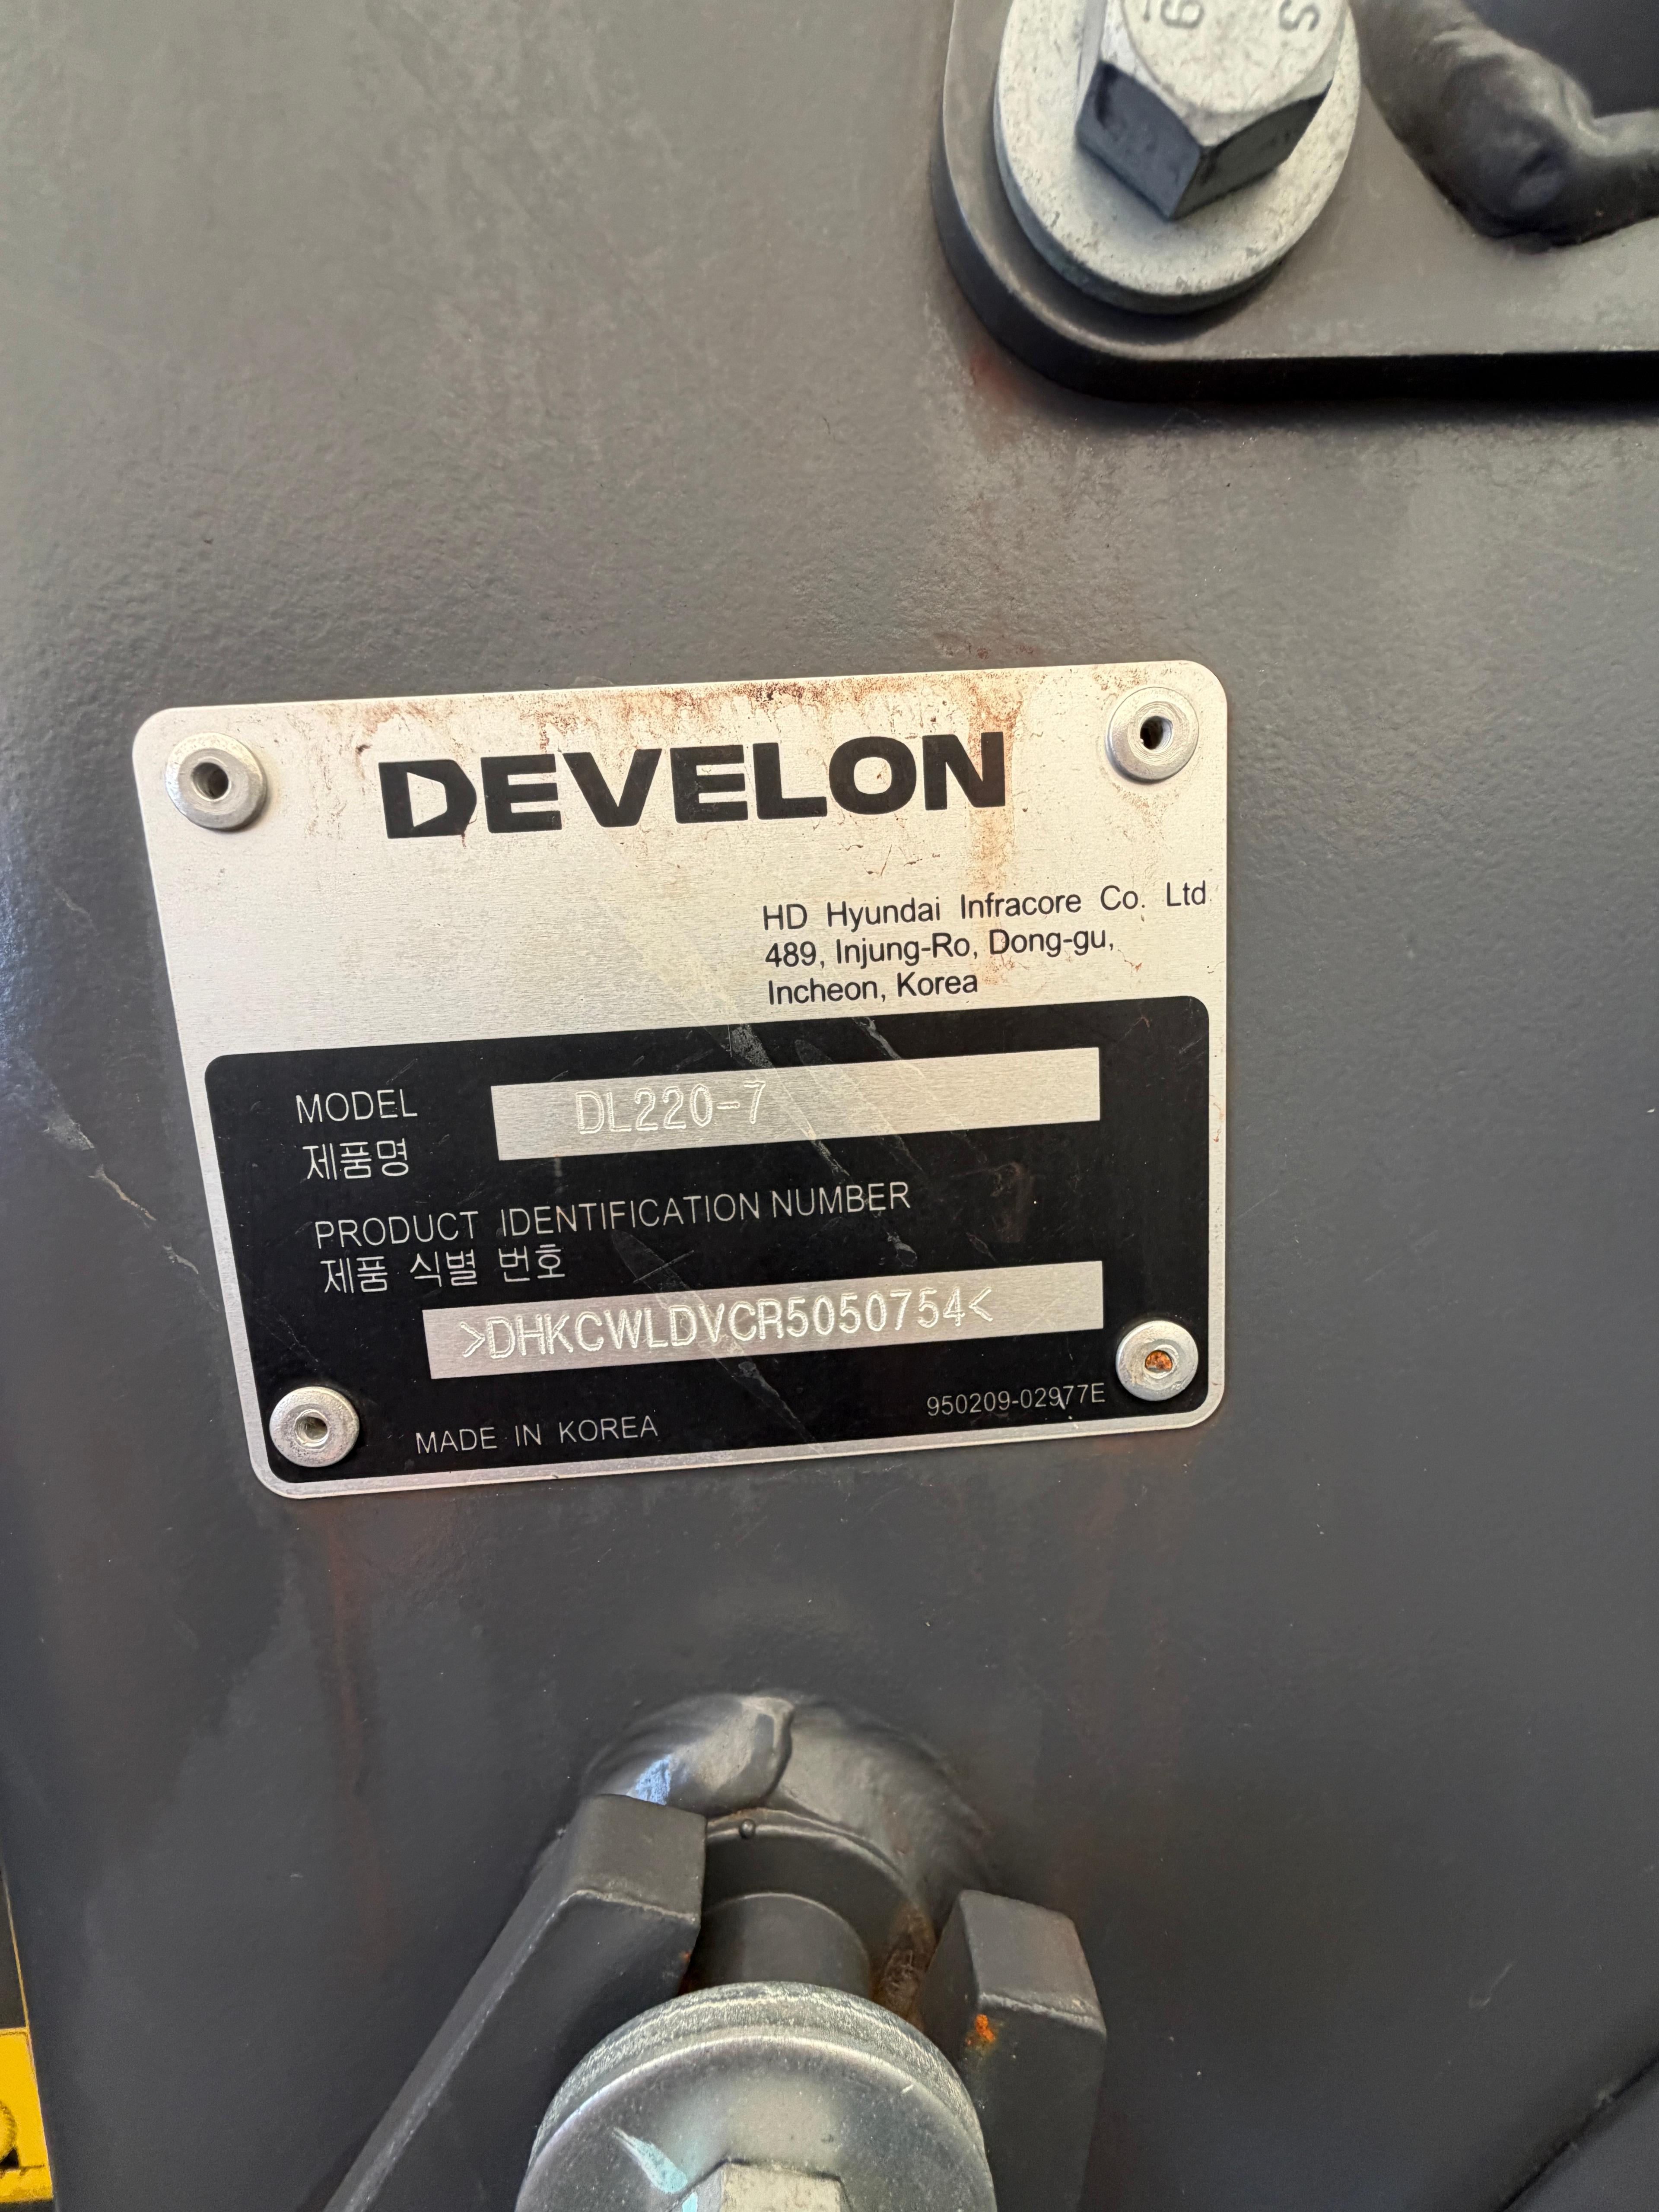 DEVELON
HD Hyundai Infracore Co. Ltd
489, Injung-Ro, Dong-gu,
Incheon, Korea
MODEL DL220-7
제품명
PRODUCT IDENTIFICATION NUMBER
제품 식별 번호
>DHKCWLDVCR5050754<
MADE IN KOREA 950209-02977E